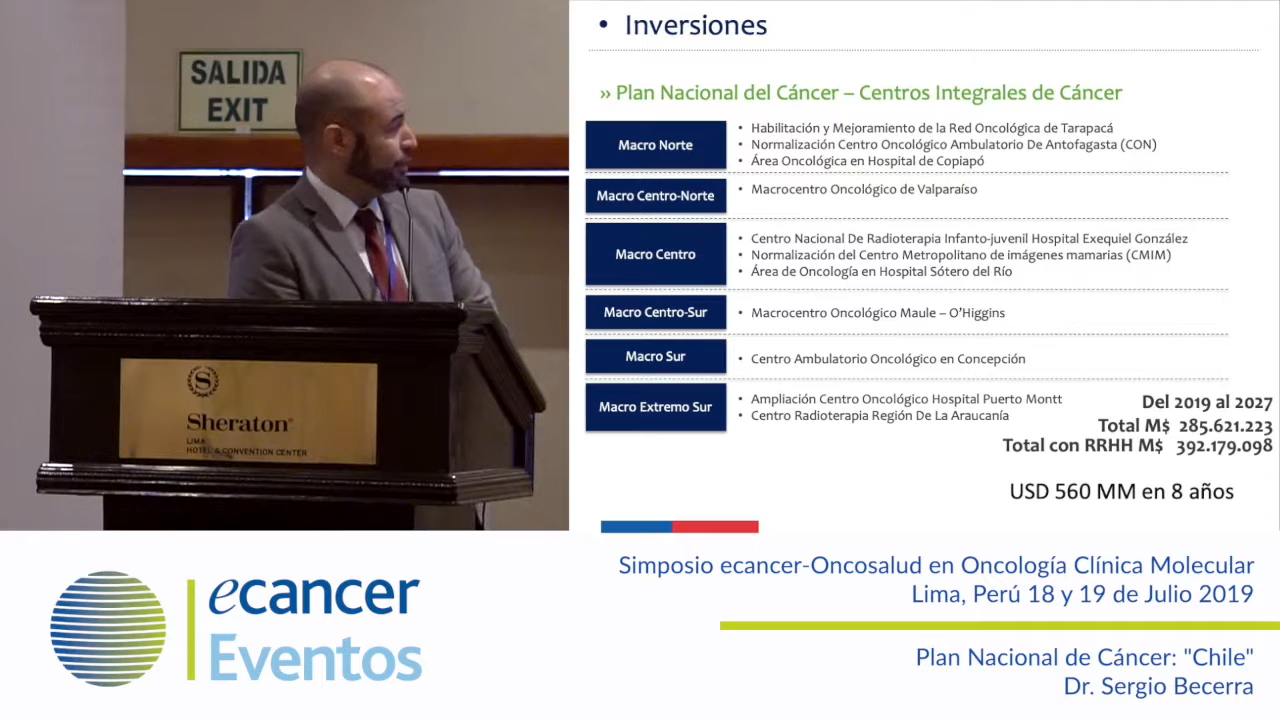 SALIDA
EXIT
S
Sheraton
LIMA
HOTEL & CONVENTION CENTER
• Inversiones
» Plan Nacional del Cáncer – Centros Integrales de Cáncer
Macro Norte
• Habilitación y Mejoramiento de la Red Oncológica de Tarapacá
• Normalización Centro Oncológico Ambulatorio De Antofagasta (CON)
• Área Oncológica en Hospital de Copiapó
Macro Centro-Norte
• Macrocentro Oncológico de Valparaíso
Macro Centro
• Centro Nacional De Radioterapia Infanto-juvenil Hospital Exequiel González
• Normalización del Centro Metropolitano de imágenes mamarias (CMIM)
• Área de Oncología en Hospital Sótero del Río
Macro Centro-Sur
• Macrocentro Oncológico Maule – O’Higgins
Macro Sur
• Centro Ambulatorio Oncológico en Concepción
Macro Extremo Sur
• Ampliación Centro Oncológico Hospital Puerto Montt
• Centro Radioterapia Región De La Araucanía
Del 2019 al 2027
Total M$ 285.621.223
Total con RRHH M$ 392.179.098
USD 560 MM en 8 años
ecancer
Eventos
Simposio ecancer-Oncosalud en Oncología Clínica Molecular
Lima, Perú 18 y 19 de Julio 2019
Plan Nacional de Cáncer: "Chile"
Dr. Sergio Becerra